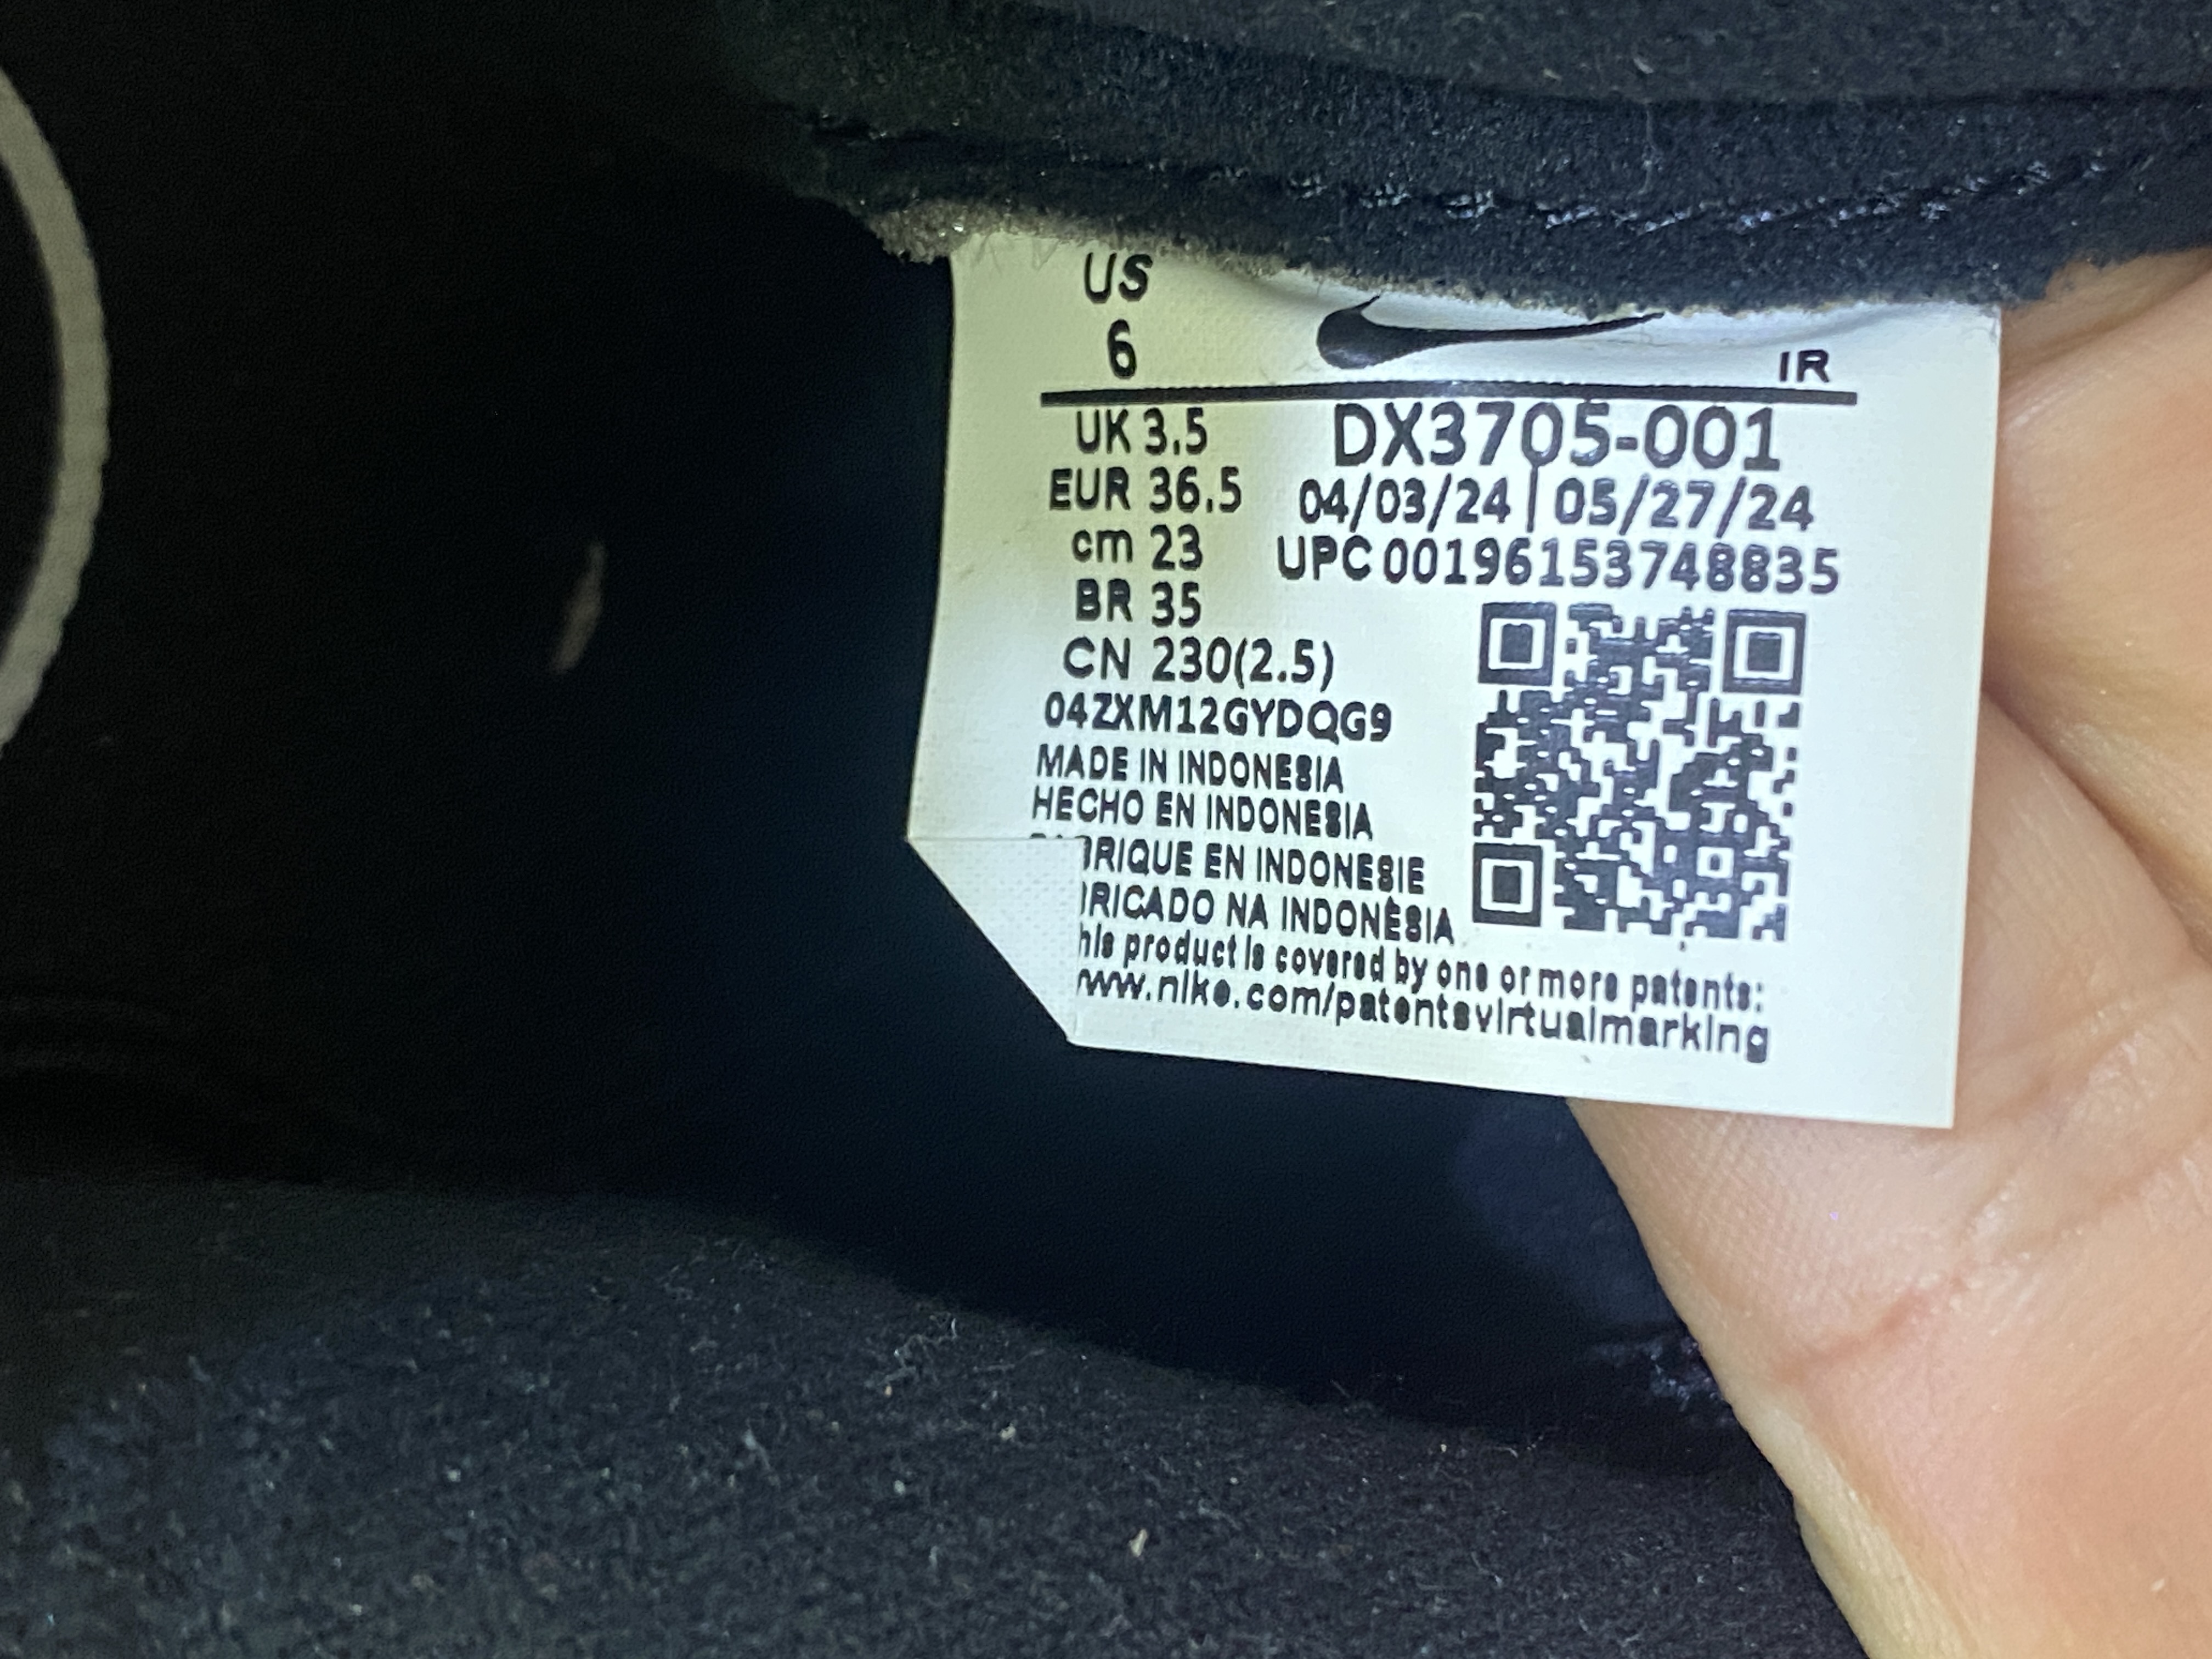 US
6
IR
UK 3.5
EUR 36.5
cm 23
BR 35
CN 230(2.5)
DX3705-001
04/03/24 | 05/27/24
UPC 00196153748835
04ZXM12GYDQG9
MADE IN INDONESIA
HECHO EN INDONESIA
BRIQUE EN INDONESIE
BRICADO NA INDONÉSIA
his product is covered by one or more patents:
www.nike.com/patentsvirtualmarking